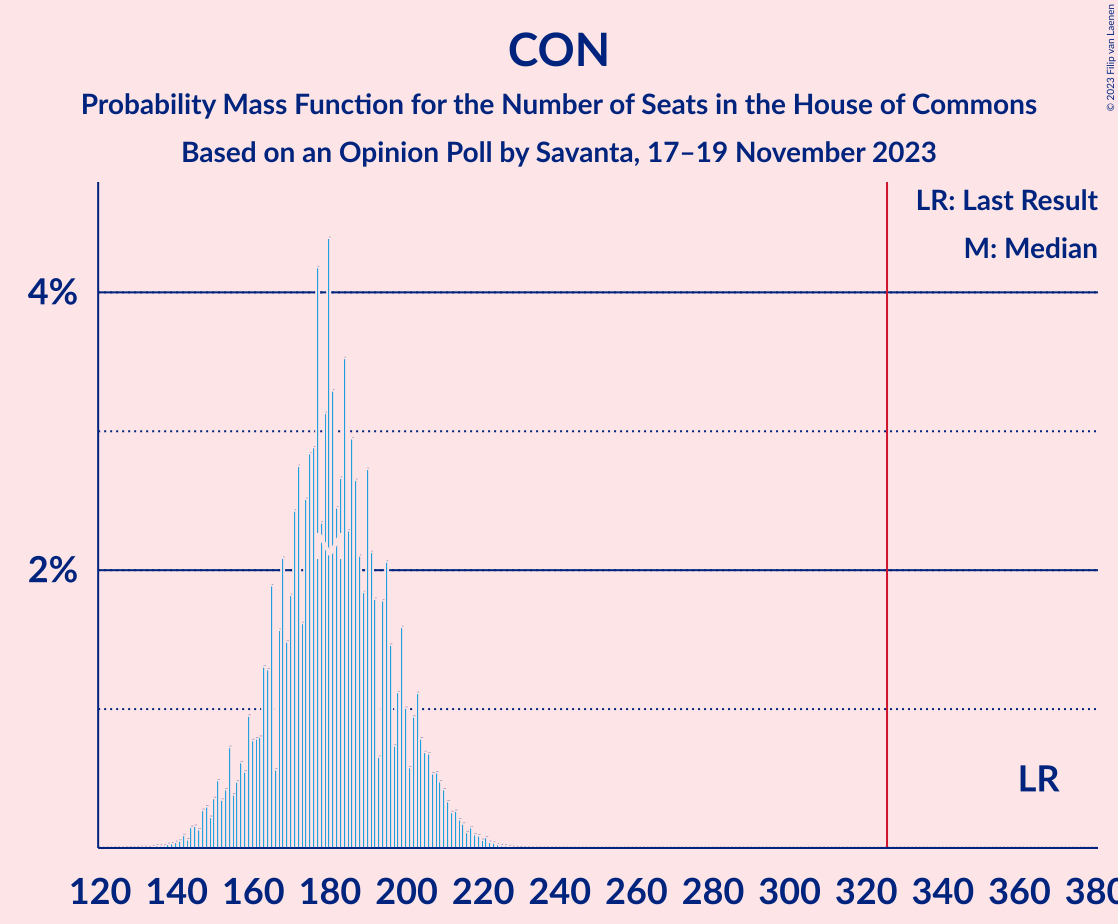 CON
Probability Mass Function for the Number of Seats in the House of Commons
Based on an Opinion Poll by Savanta, 17–19 November 2023
© 2023 Filip van Laenen
LR: Last Result
M: Median
4%
2%
LR
120 140 160 180 200 220 240 260 280 300 320 340 360 380